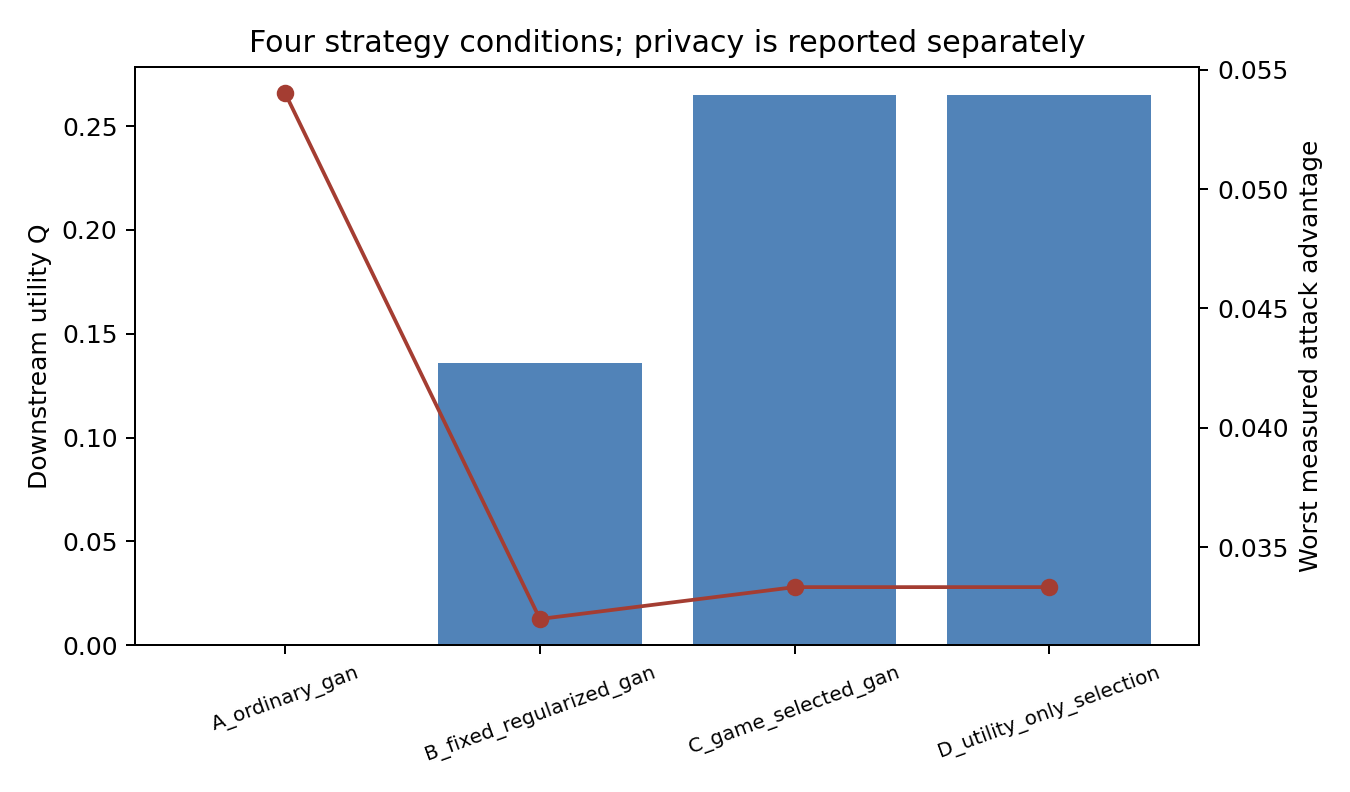 Four strategy conditions; privacy is reported separately
Downstream utility Q
0.25
0.20
0.15
0.10
0.05
0.00
0.055
0.050
0.045
0.040
0.035
Worst measured attack advantage
A_ordinary_gan
B_fixed_regularized_gan
C_game_selected_gan
D_utility_only_selection